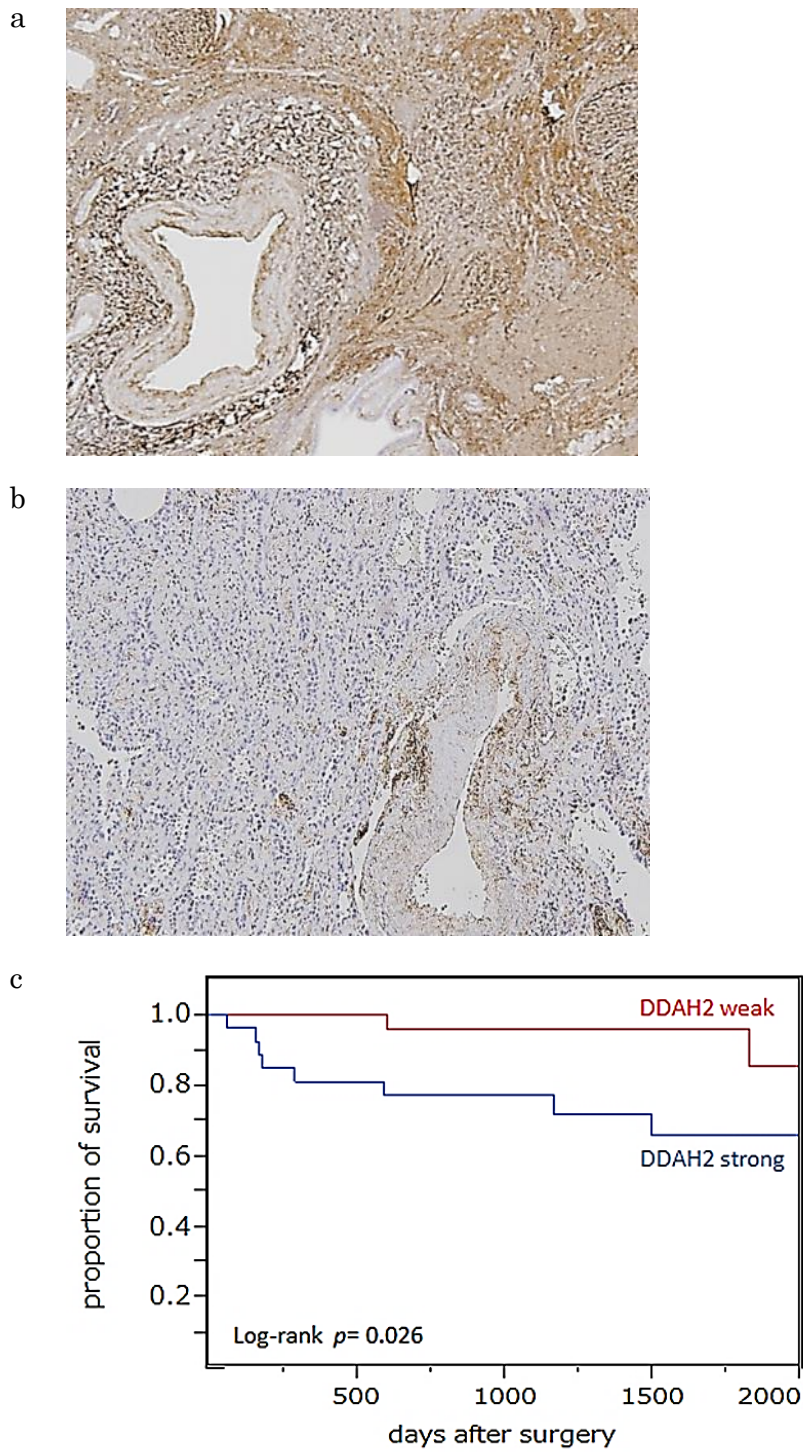 a
b
c
1.0
0.8
0.6
0.4
0.2
proportion of survival
DDAH2 weak
DDAH2 strong
Log-rank p= 0.026
500 1000 1500 2000
days after surgery